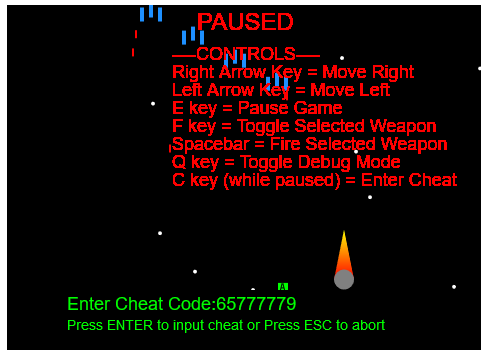 PAUSED
-----CONTROLS-----
Right Arrow Key = Move Right
Left Arrow Key = Move Left
E key = Pause Game
F key = Toggle Selected Weapon
Spacebar = Fire Selected Weapon
Q key = Toggle Debug Mode
C key (while paused) = Enter Cheat
A
Enter Cheat Code:65777779
Press ENTER to input cheat or Press ESC to abort